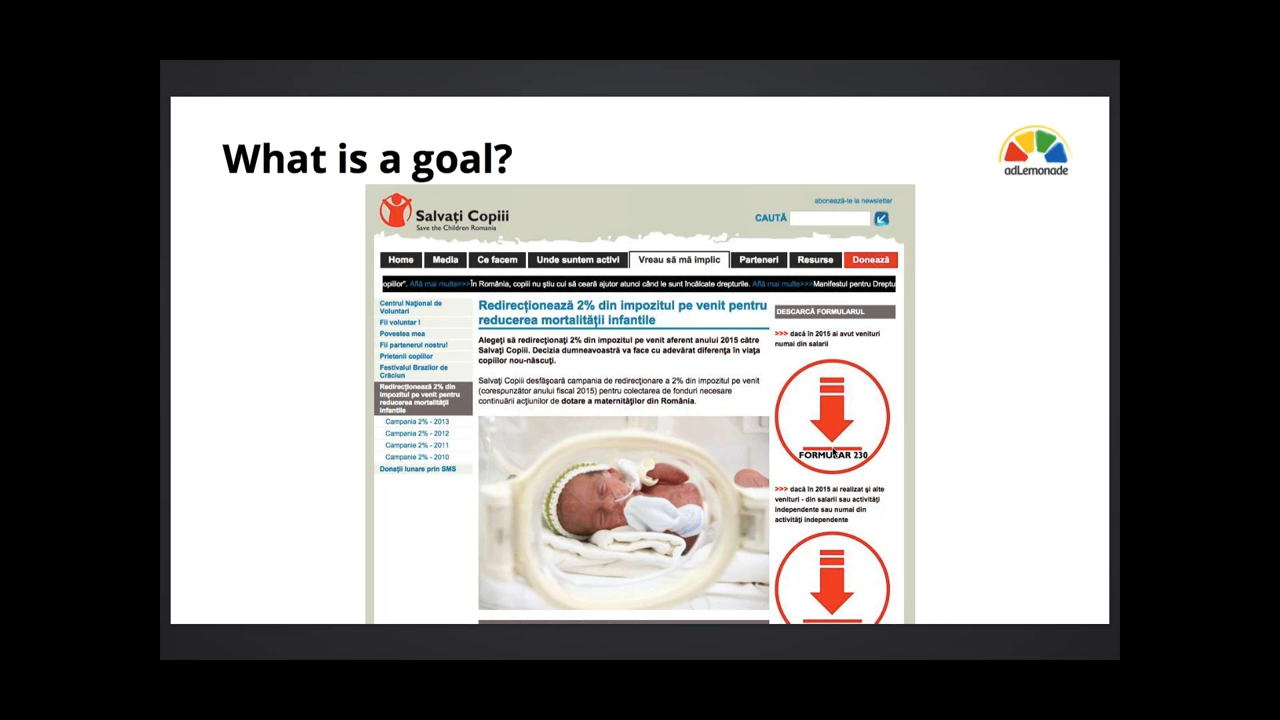 What is a goal?
adLemonade
Salvați Copiii
Save the Children Romania
abonează-te la newsletter
CAUTĂ
Home
Media
Ce facem
Unde suntem activi
Vreau să mă implic
Parteneri
Resurse
Donează
opiilor". Află mai multe>>>În România, copiii nu știu cui să ceară ajutor atunci când le sunt încălcate drepturile. Află mai multe>>>Manifestul pentru Dreptu
Centrul Național de
Voluntari
Fii voluntar !
Povestea mea
Fii partenerul nostru!
Prietenii copiilor
Festivalul Brazilor de
Crăciun
Redirecționează 2% din
impozitul pe venit pentru
reducerea mortalității
infantile
Campania 2% - 2013
Campania 2% - 2012
Campanie 2% - 2011
Campanie 2% - 2010
Donații lunare prin SMS
Redirecționează 2% din impozitul pe venit pentru
reducerea mortalității infantile
Alegeți să redirecționați 2% din impozitul pe venit aferent anului 2015 către
Salvați Copiii. Decizia dumneavoastră va face cu adevărat diferența în viața
copiilor nou-născuți.
Salvați Copiii desfășoară campania de redirecționare a 2% din impozitul pe venit
(corespunzător anului fiscal 2015) pentru colectarea de fonduri necesare
continuării acțiunilor de dotare a maternităților din România.
DESCARCĂ FORMULARUL
>>> dacă în 2015 ai avut venituri
numai din salarii
FORMULAR 230
>>> dacă în 2015 ai realizat și alte
venituri - din salarii sau activități
independente sau numai din
activități independente